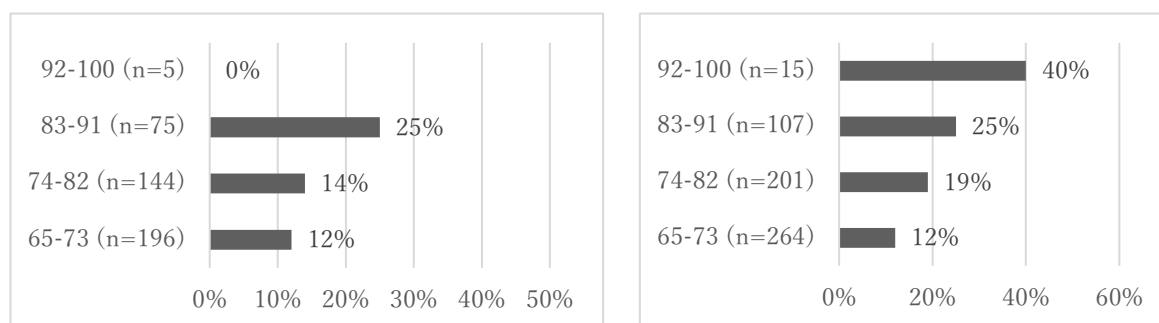 92-100 (n=5) 0%
83-91 (n=75) 25%
74-82 (n=144) 14%
65-73 (n=196) 12%
0% 10% 20% 30% 40% 50%
92-100 (n=15) 40%
83-91 (n=107) 25%
74-82 (n=201) 19%
65-73 (n=264) 12%
0% 20% 40% 60%